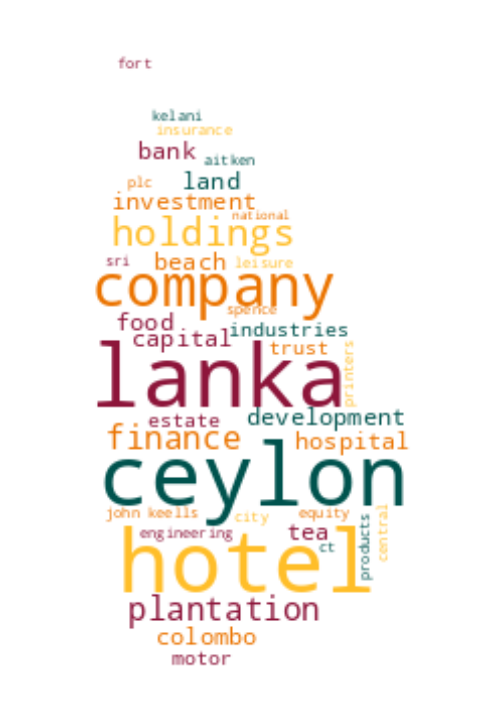 fort
kelani
insurance
bank
aitken
plc
land
investment
national
holdings
sri
beach
leisure
company
spence
food
industries
capital
trust
printers
lanka
estate
development
finance
hospital
ceylon
john keells
city
equity
products
central
engineering
tea
ct
hotel
plantation
colombo
motor